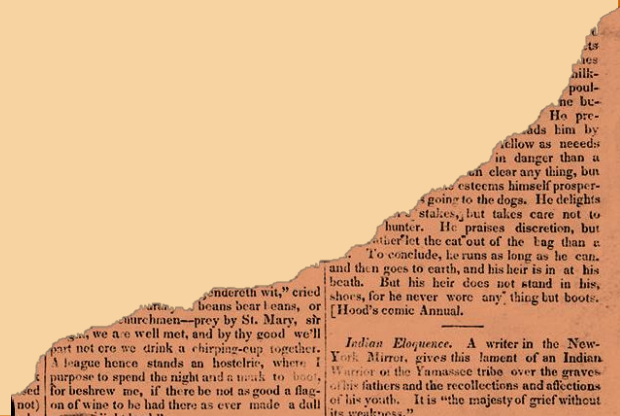 endereth wit," cried
beans bear beans, or
churchmen—prey by St. Mary, sir
we are well met, and by thy good we'll
part not ere we drink a chirping-cup together.
A league hence stands an hostelrie, where I
purpose to spend the night and a mask to boot,
for beshrew me, if there be not as good a flag-
on of wine to be had there as ever made a dull
not)
milk-
poul-
ne bu-
He pre-
ads him by
fellow as neeeds
in danger than a
clear any thing, but
esteems himself prosper-
going to the dogs. He delights
stakes, but takes care not to
hunter. He praises discretion, but
let the cat out of the bag than a
To conclude, he runs as long as he can.
and then goes to earth, and his heir is in at his
beath. But his heir does not stand in his,
shoes, for he never wore any thing but boots.
[Hood's comic Annual.
Indian Eloquence. A writer in the New-
York Mirror, gives this lament of an Indian
Warrior of the Yamassee tribe over the graves
of his fathers and the recollections and affections
of his youth. It is "the majesty of grief without
its weakness."